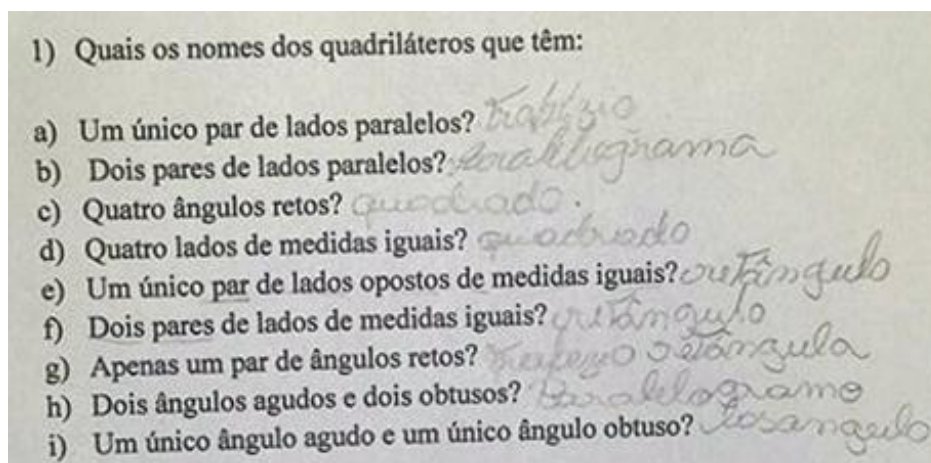 1) Quais os nomes dos quadriláteros que têm:
a) Um único par de lados paralelos? trapézio
b) Dois pares de lados paralelos? paralelograma
c) Quatro ângulos retos? quadrado.
d) Quatro lados de medidas iguais? quadrado
e) Um único par de lados opostos de medidas iguais? retângulo
f) Dois pares de lados de medidas iguais? retângulo
g) Apenas um par de ângulos retos?
h) Dois ângulos agudos e dois obtusos? Paralelogramo
i) Um único ângulo agudo e um único ângulo obtuso? losangulo